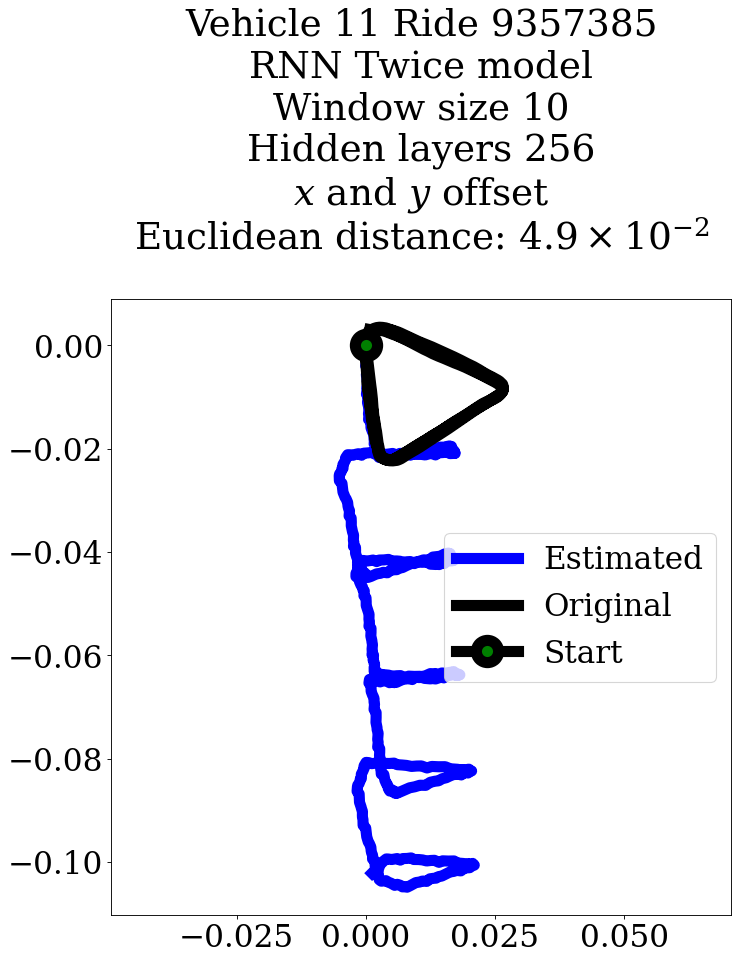 Vehicle 11 Ride 9357385
RNN Twice model
Window size 10
Hidden layers 256
x and y offset
Euclidean distance: 4.9 × 10⁻²
0.00
−0.02
−0.04
−0.06
−0.08
−0.10
Estimated
Original
Start
−0.025 0.000 0.025 0.050